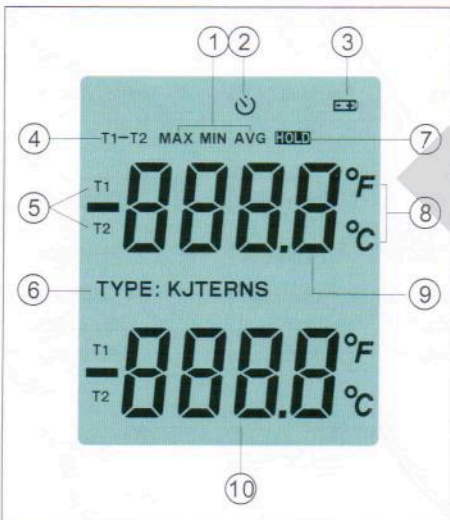 ① ② ③
④ T1-T2 MAX MIN AVG HOLD ⑦
T1 -888.8 °F
⑤ ⑧
T2 °C
⑥ TYPE: KJTERNS ⑨
T1 -888.8 °F
T2 °C
⑩